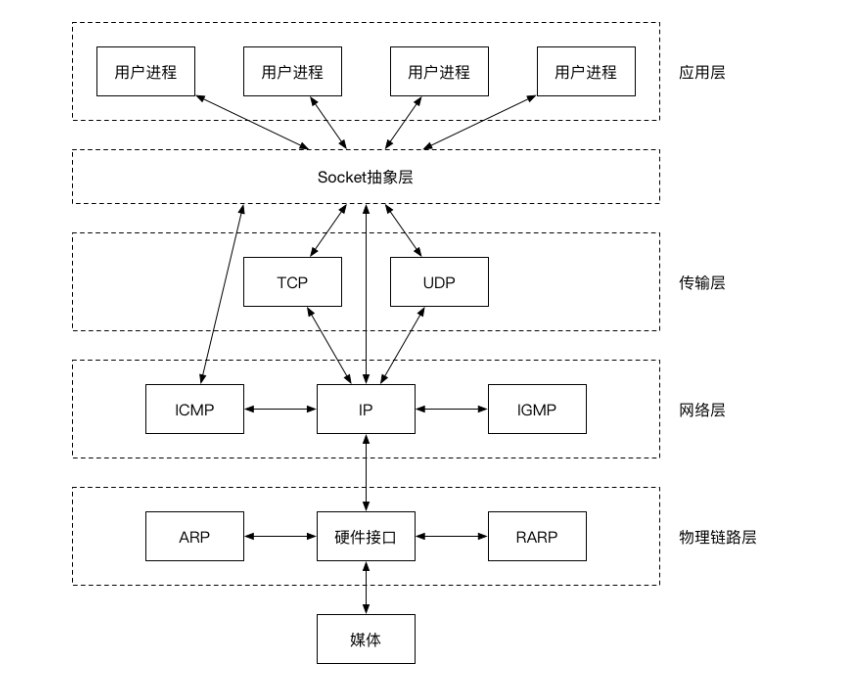 用户进程 用户进程 用户进程 用户进程 应用层
Socket抽象层
TCP UDP 传输层
ICMP IP IGMP 网络层
ARP 硬件接口 RARP 物理链路层
媒体